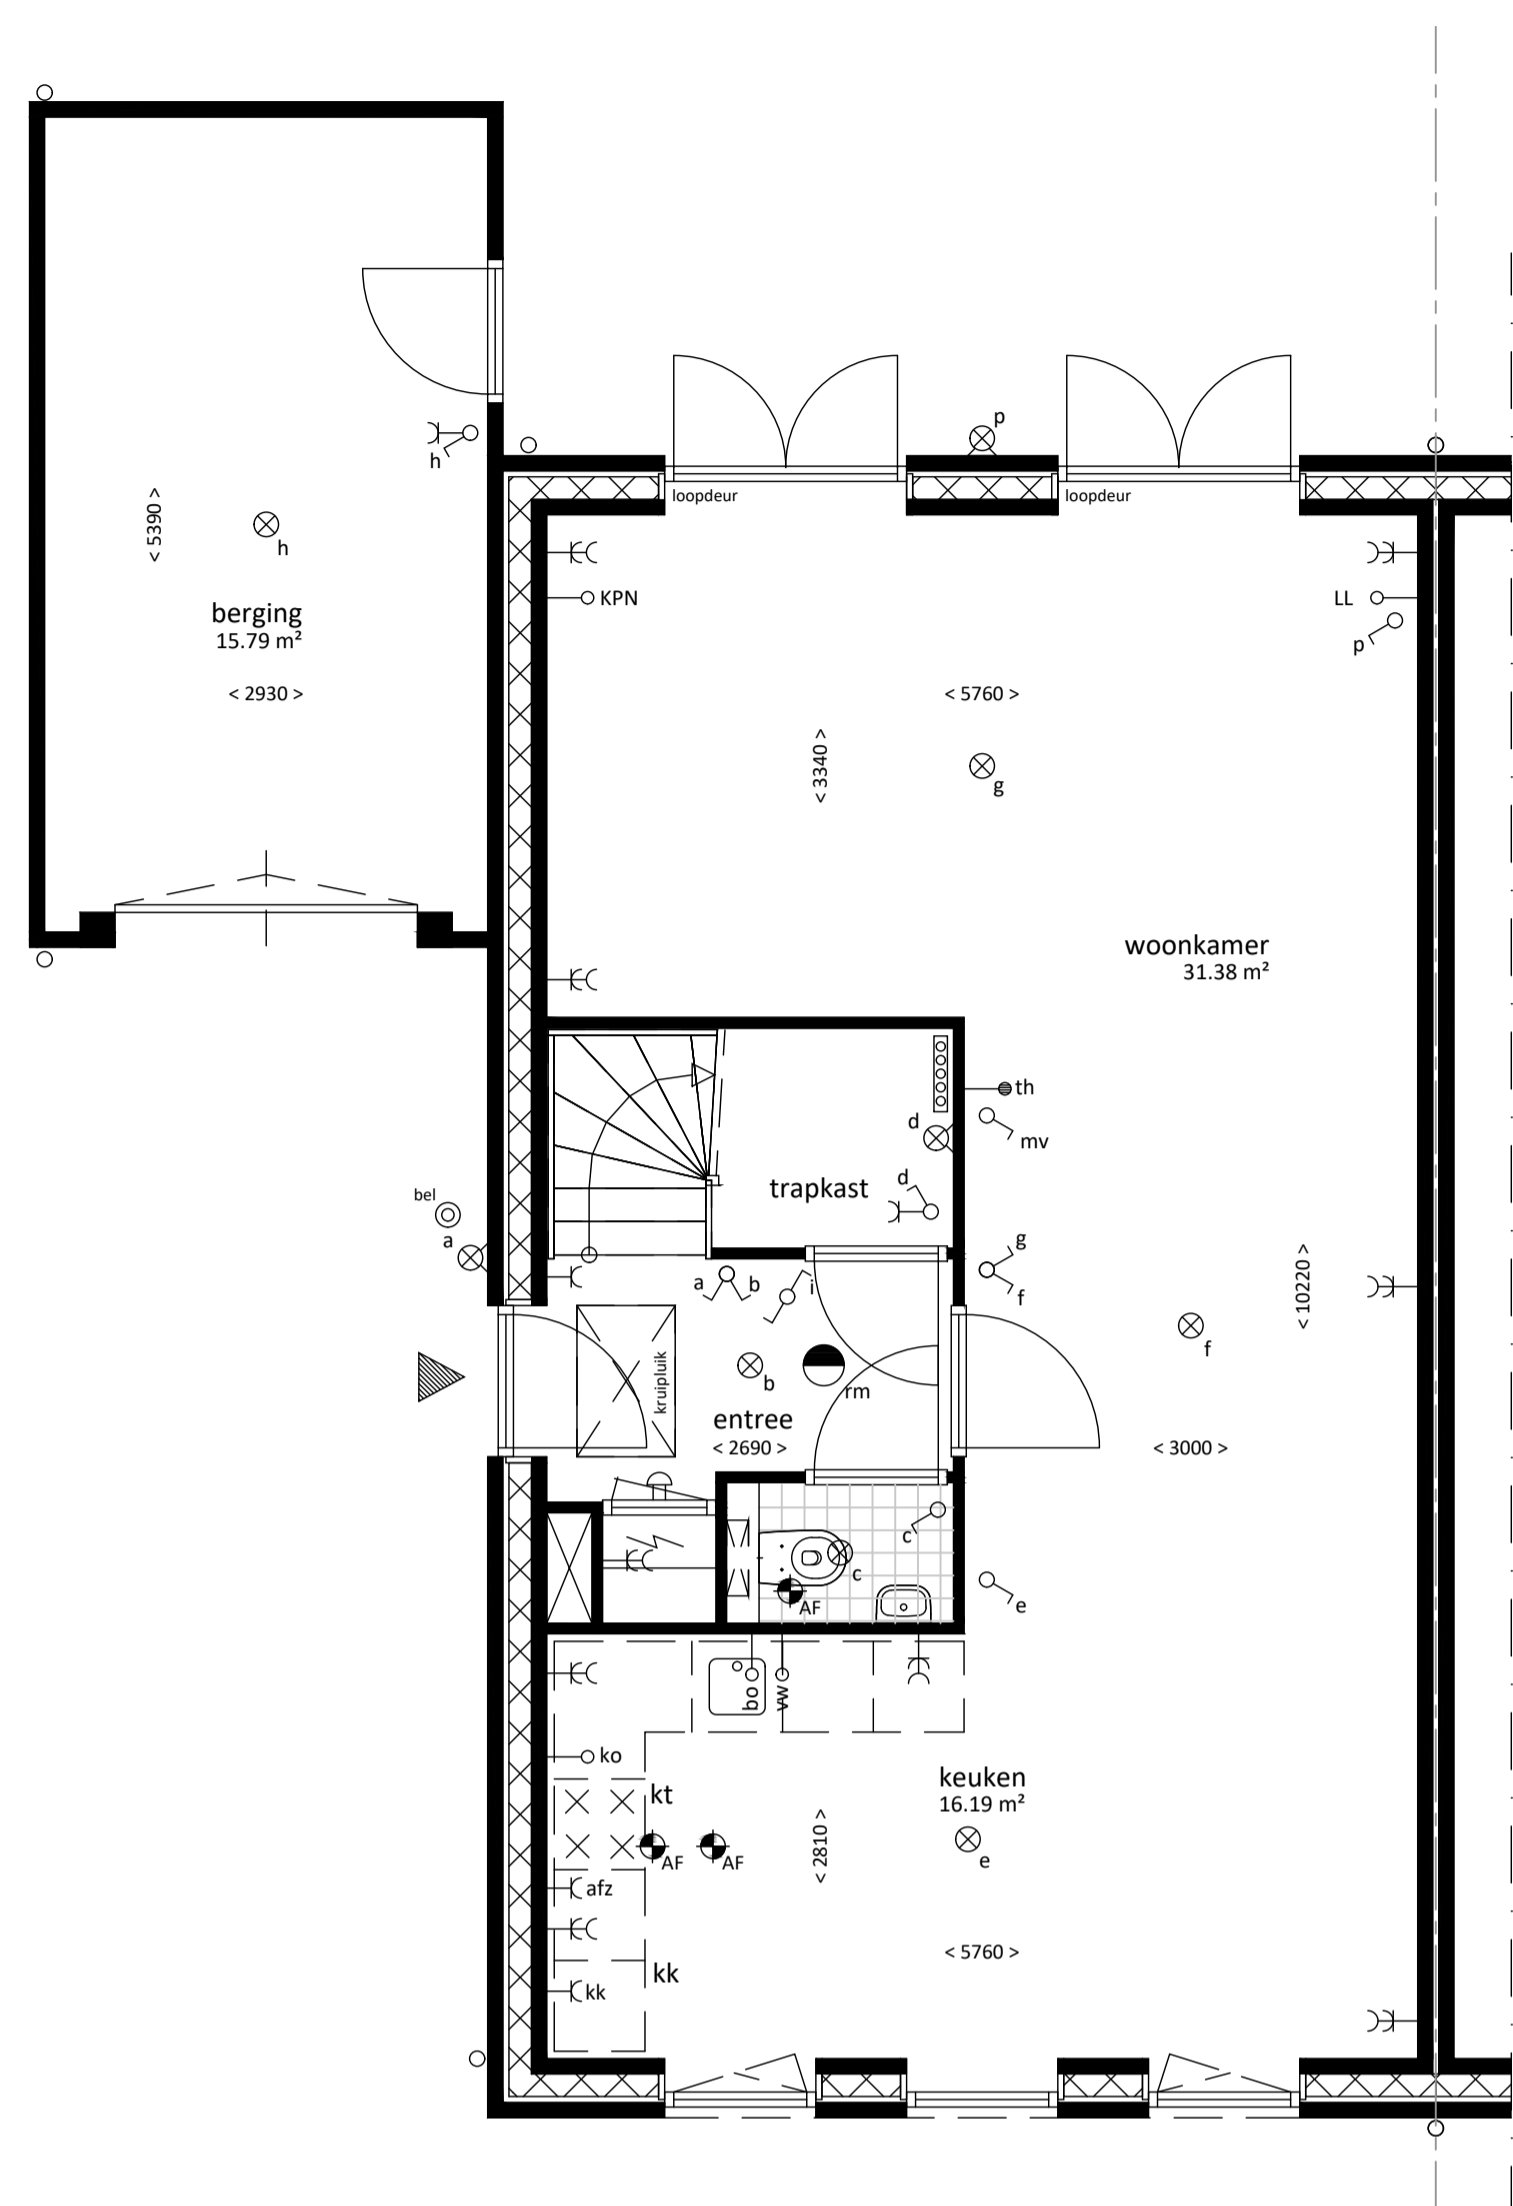 p
loopdeur
loopdeur
h
< 5390 >
h
berging
15.79 m²
< 2930 >
KPN
LL
p
< 5760 >
< 3340 >
g
woonkamer
31.38 m²
th
mv
d
d
trapkast
bel
a
a
b
i
g
f
< 10220 >
f
kruipluik
b
rm
entree
< 2690 >
< 3000 >
c
c
AF
e
bo
vw
ko
kt
keuken
16.19 m²
AF
AF
< 2810 >
e
afz
< 5760 >
kk
kk